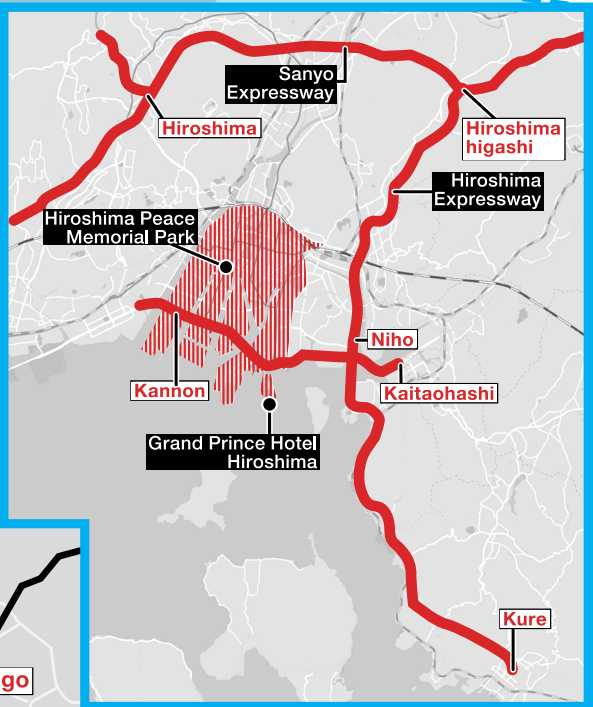 Sanyo
Expressway
Hiroshima
Hiroshima
higashi
Hiroshima
Expressway
Hiroshima Peace
Memorial Park
Niho
Kannon
Kaitaohashi
Grand Prince Hotel
Hiroshima
Kure
go